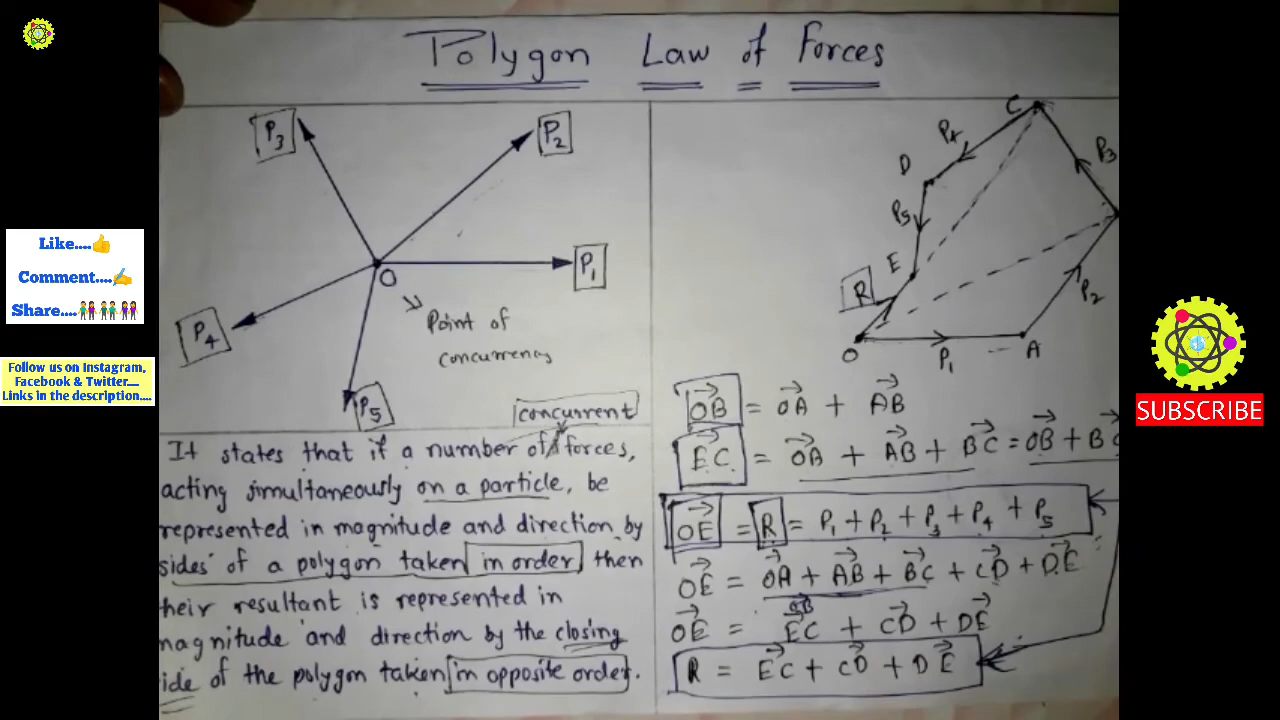 Polygon Law of Forces
P3
P2
P1
O
Point of
concurrency
P4
P5
concurrent
It states that if a number of forces,
acting simultaneously on a particle, be
represented in magnitude and direction by
sides of a polygon taken in order then
their resultant is represented in
magnitude and direction by the closing
side of the polygon taken in opposite order.
C
P4
P3
D
P5
E
R
P2
O
P1
A
OB = OA + AB
EC = OA + AB + BC = OB + BC
OE = R = P1 + P2 + P3 + P4 + P5
OE = OA + AB + BC + CD + DE
OB
OE = EC + CD + DE
R = EC + CD + DE
Like....👍
Comment....✍
Share....
Follow us on Instagram,
Facebook & Twitter....
Links in the description....
SUBSCRIBE